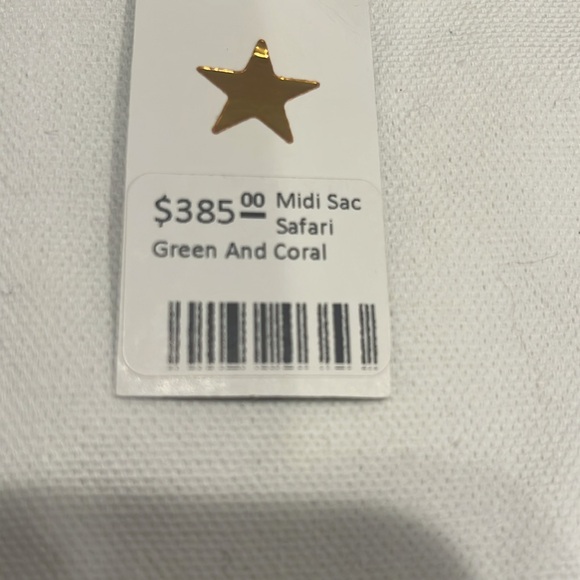 $385.00 Midi Sac
Safari
Green And Coral